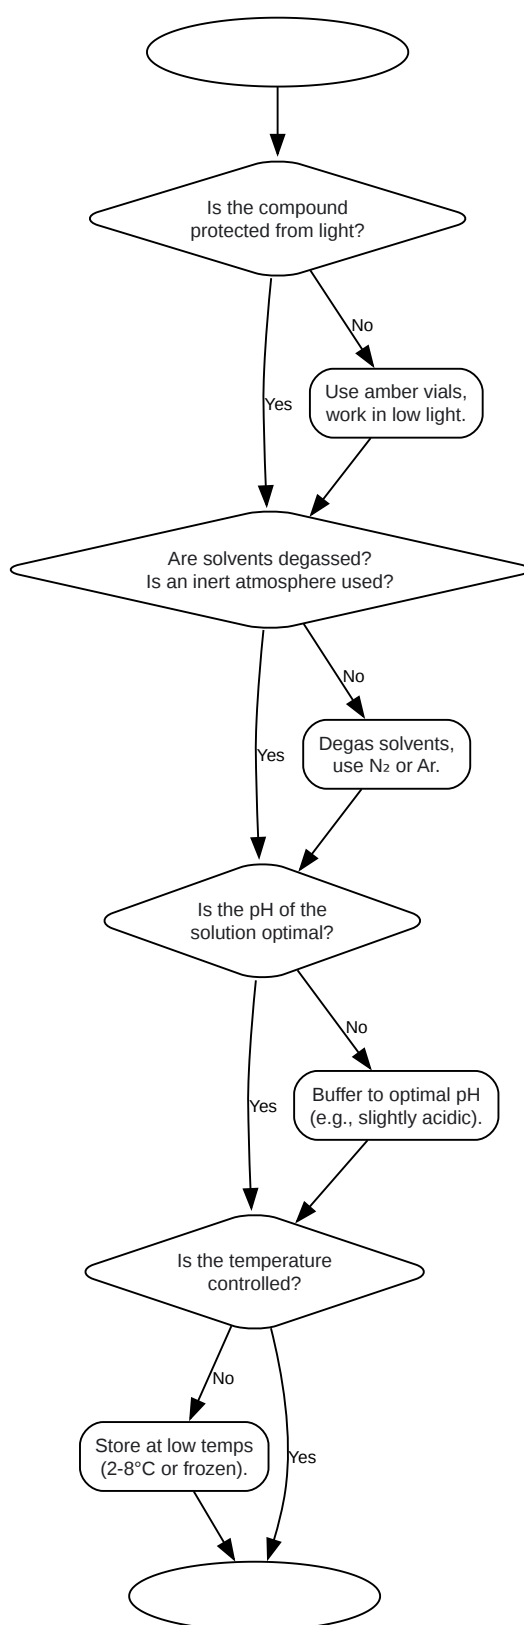 Is the compound
protected from light?
No
Use amber vials,
work in low light.
Yes
Are solvents degassed?
Is an inert atmosphere used?
No
Degas solvents,
use N₂ or Ar.
Yes
Is the pH of the
solution optimal?
No
Buffer to optimal pH
(e.g., slightly acidic).
Yes
Is the temperature
controlled?
No
Store at low temps
(2-8°C or frozen).
Yes